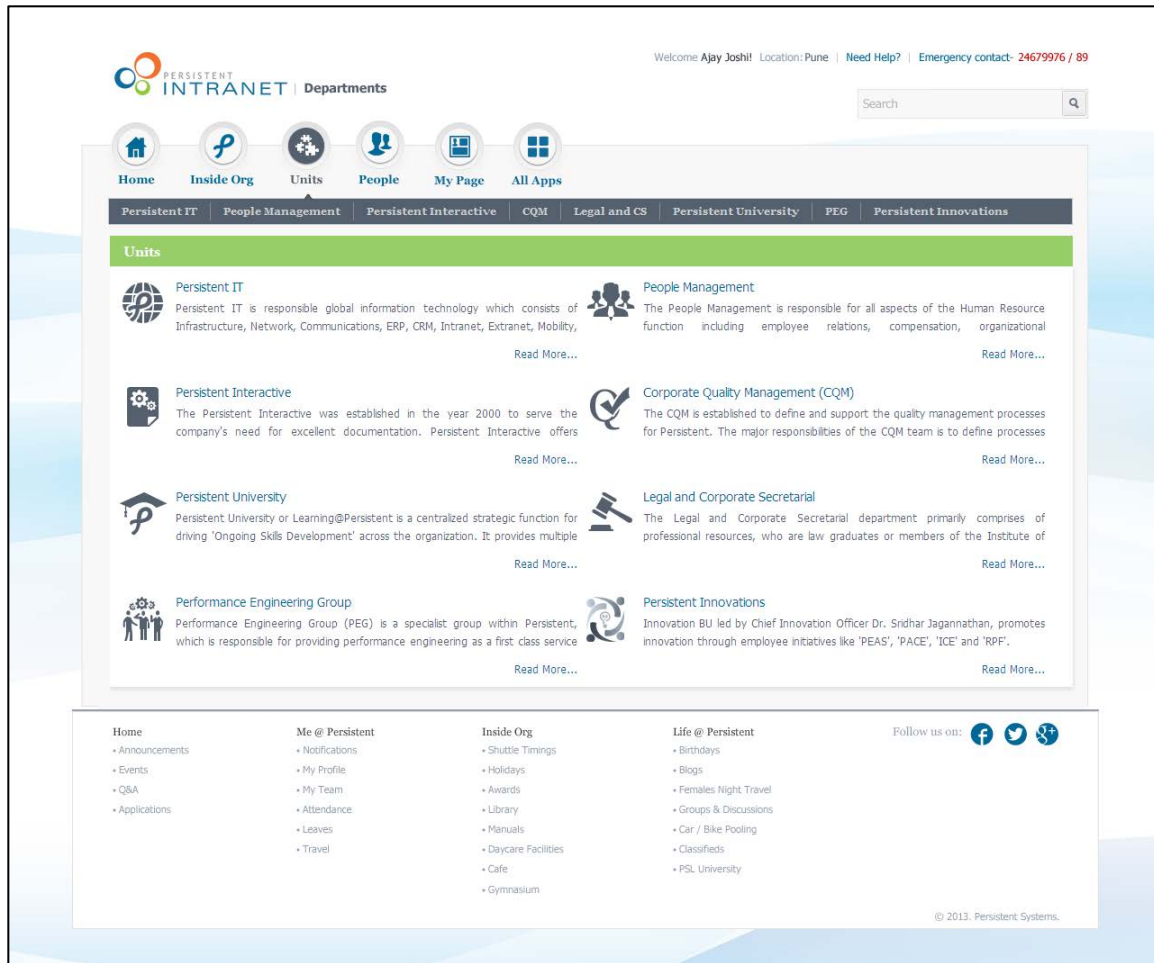 Welcome Ajay Joshi! Location: Pune | Need Help? | Emergency contact- 24679976 / 89
PERSISTENT
INTRANET | Departments
Search
Home Inside Org Units People My Page All Apps
Persistent IT People Management Persistent Interactive CQM Legal and CS Persistent University PEG Persistent Innovations
Units
Persistent IT
Persistent IT is responsible global information technology which consists of
Infrastructure, Network, Communications, ERP, CRM, Intranet, Extranet, Mobility,
Read More...
People Management
The People Management is responsible for all aspects of the Human Resource
function including employee relations, compensation, organizational
Read More...
Persistent Interactive
The Persistent Interactive was established in the year 2000 to serve the
company's need for excellent documentation. Persistent Interactive offers
Read More...
Corporate Quality Management (CQM)
The CQM is established to define and support the quality management processes
for Persistent. The major responsibilities of the CQM team is to define processes
Read More...
Persistent University
Persistent University or Learning@Persistent is a centralized strategic function for
driving 'Ongoing Skills Development' across the organization. It provides multiple
Read More...
Legal and Corporate Secretarial
The Legal and Corporate Secretarial department primarily comprises of
professional resources, who are law graduates or members of the Institute of
Read More...
Performance Engineering Group
Performance Engineering Group (PEG) is a specialist group within Persistent,
which is responsible for providing performance engineering as a first class service
Read More...
Persistent Innovations
Innovation BU led by Chief Innovation Officer Dr. Sridhar Jagannathan, promotes
innovation through employee initiatives like 'PEAS', 'PACE', 'ICE' and 'RPF'.
Read More...
Home
• Announcements
• Events
• Q&A
• Applications
Me @ Persistent
• Notifications
• My Profile
• My Team
• Attendance
• Leaves
• Travel
Inside Org
• Shuttle Timings
• Holidays
• Awards
• Library
• Manuals
• Daycare Facilities
• Cafe
• Gymnasium
Life @ Persistent
• Birthdays
• Blogs
• Females Night Travel
• Groups & Discussions
• Car / Bike Pooling
• Classifieds
• PSL University
Follow us on:
© 2013. Persistent Systems.